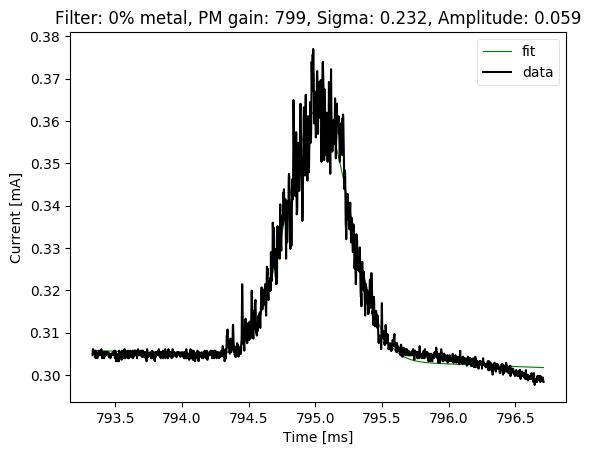 Filter: 0% metal, PM gain: 799, Sigma: 0.232, Amplitude: 0.059
fit
data
Current [mA]
0.38
0.37
0.36
0.35
0.34
0.33
0.32
0.31
0.30
793.5 794.0 794.5 795.0 795.5 796.0 796.5
Time [ms]